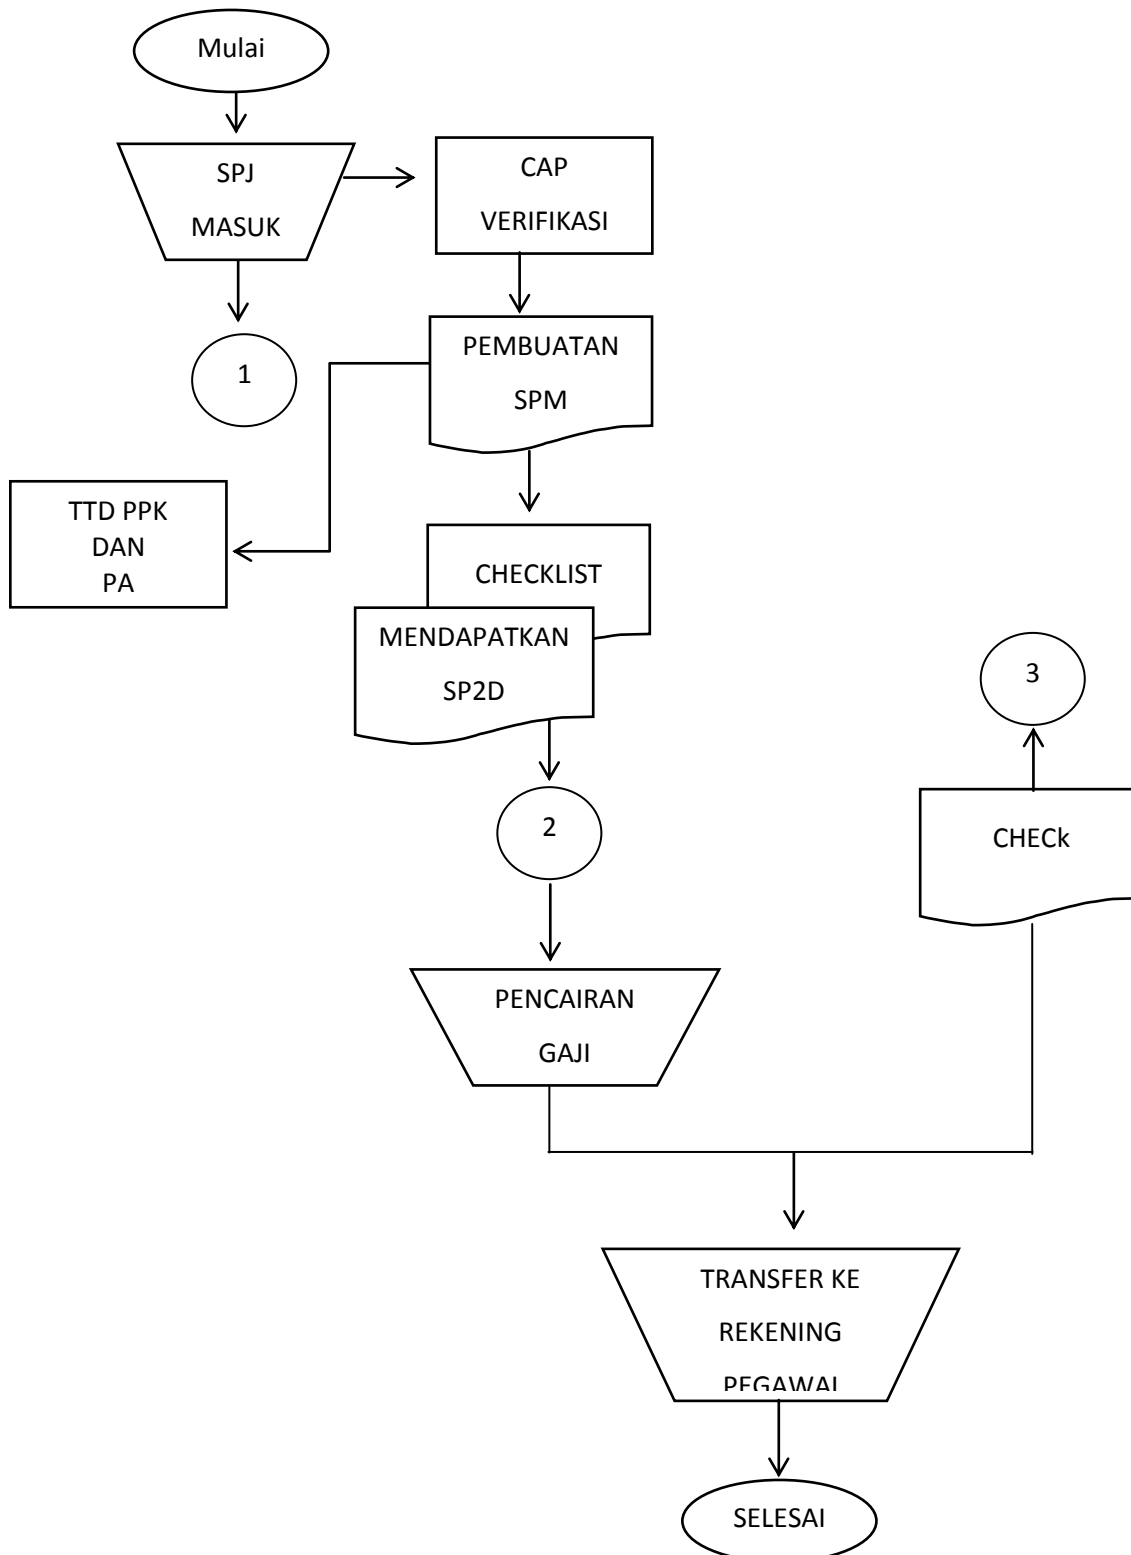 Mulai
SPJ
MASUK
CAP
VERIFIKASI
1
PEMBUATAN
SPM
TTD PPK
DAN
PA
CHECKLIST
MENDAPATKAN
SP2D
3
2
CHECk
PENCAIRAN
GAJI
TRANSFER KE
REKENING
PEGAWAI
SELESAI